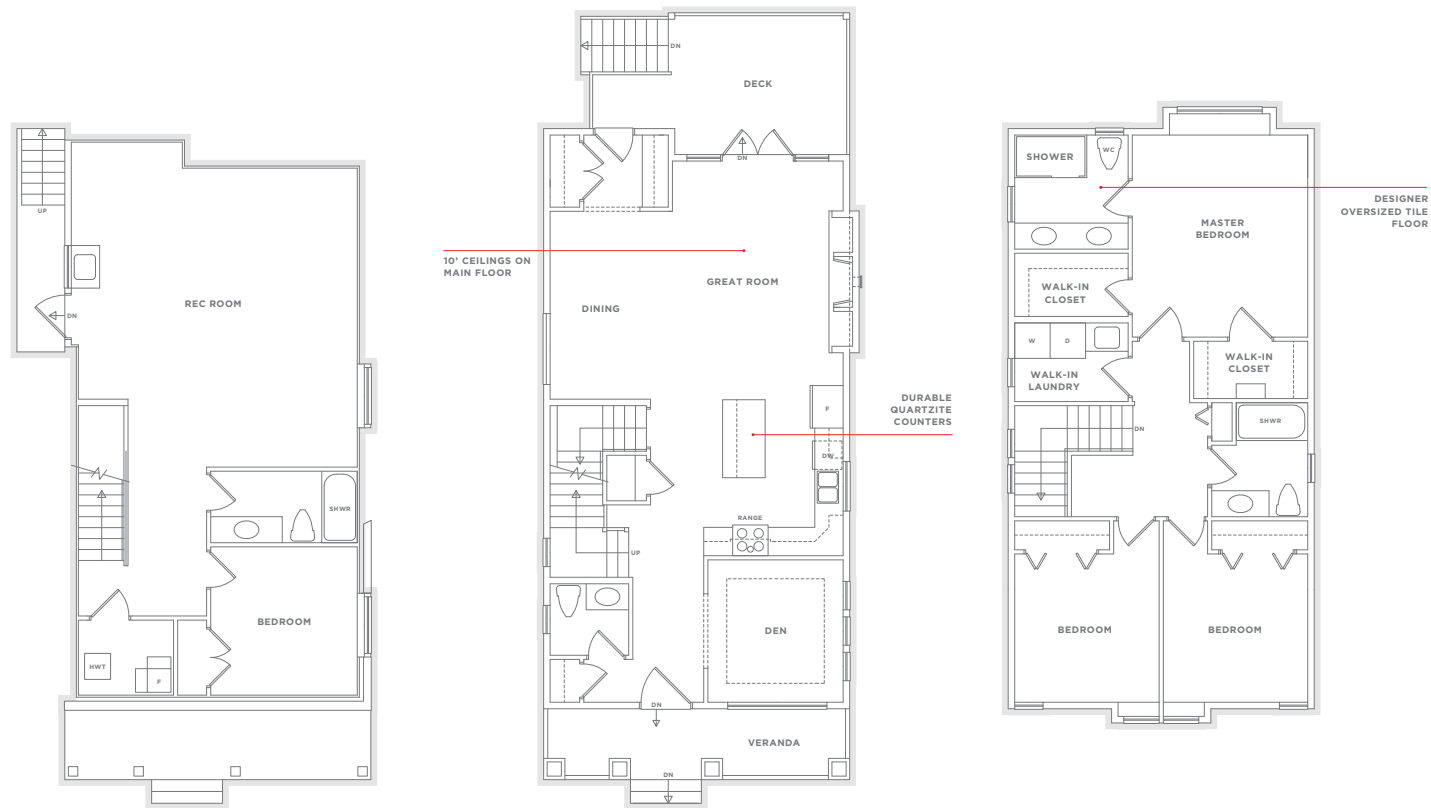 UP
DN
REC ROOM
SHWR
BEDROOM
HWT
F
DN
DECK
DN
10' CEILINGS ON
MAIN FLOOR
GREAT ROOM
DINING
F
DURABLE
QUARTZITE
COUNTERS
DW
RANGE
UP
DEN
DN
VERANDA
DN
SHOWER
WC
DESIGNER
OVERSIZED TILE
FLOOR
MASTER
BEDROOM
WALK-IN
CLOSET
W
D
WALK-IN
LAUNDRY
WALK-IN
CLOSET
DN
SHWR
BEDROOM
BEDROOM